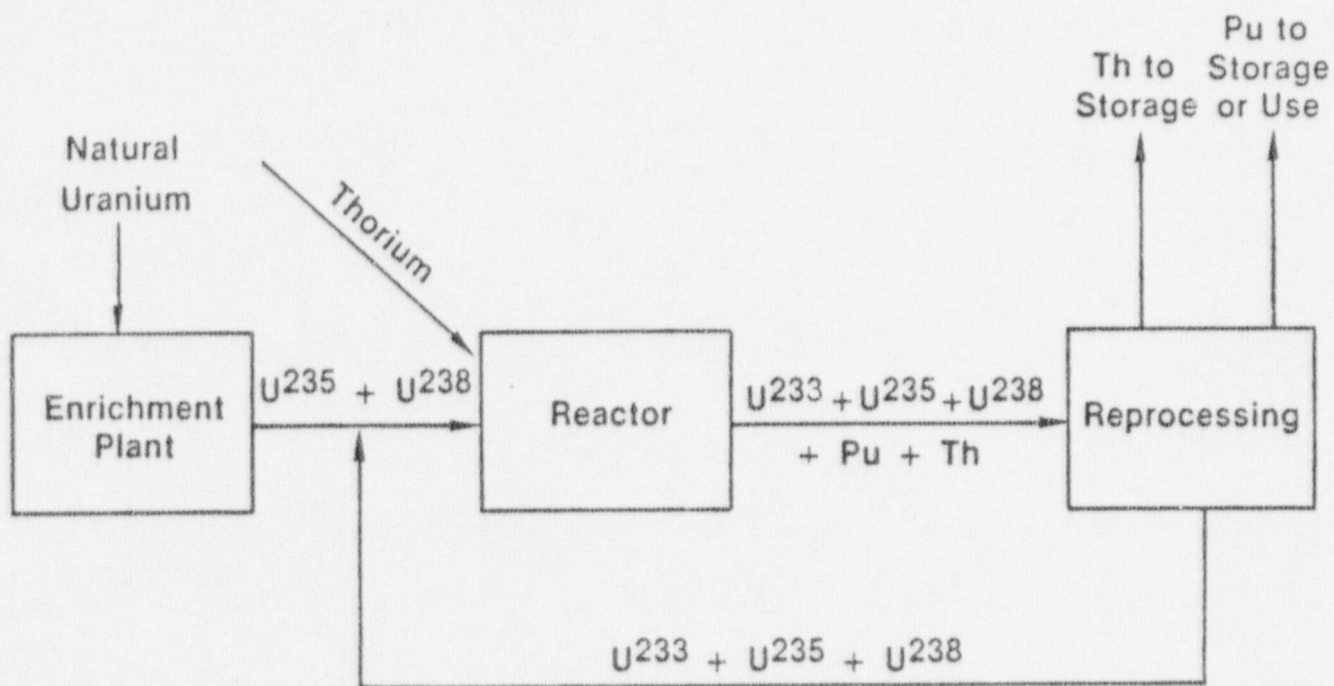 Natural
Uranium
Thorium
Th to
Storage
Pu to
Storage
or Use
Enrichment
Plant
U²³⁵ + U²³⁸
Reactor
U²³³ + U²³⁵ + U²³⁸
+ Pu + Th
Reprocessing
U²³³ + U²³⁵ + U²³⁸